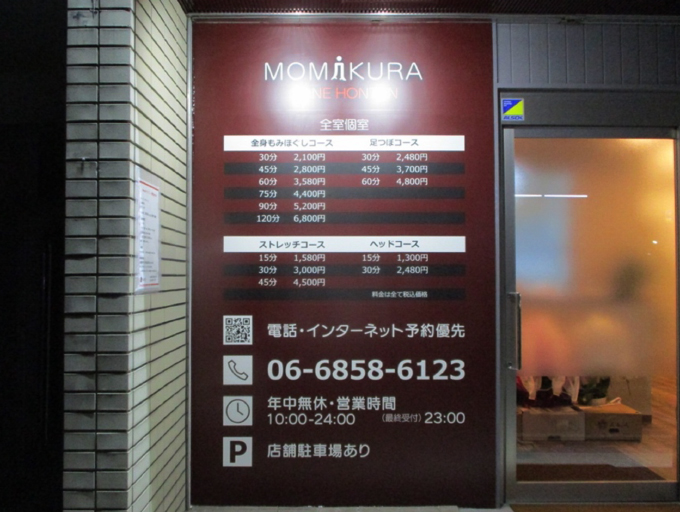 MOMiKURA
全室個室
全身もみほぐしコース 足つぼコース
30分 2,100円 30分 2,480円
45分 2,800円 45分 3,700円
60分 3,580円 60分 4,800円
75分 4,400円
90分 5,200円
120分 6,800円
ストレッチコース ヘッドコース
15分 1,580円 15分 1,300円
30分 3,000円 30分 2,480円
45分 4,500円
料金は全て税込価格
電話・インターネット予約優先
06-6858-6123
年中無休・営業時間
10:00-24:00 (最終受付) 23:00
P 店舗駐車場あり